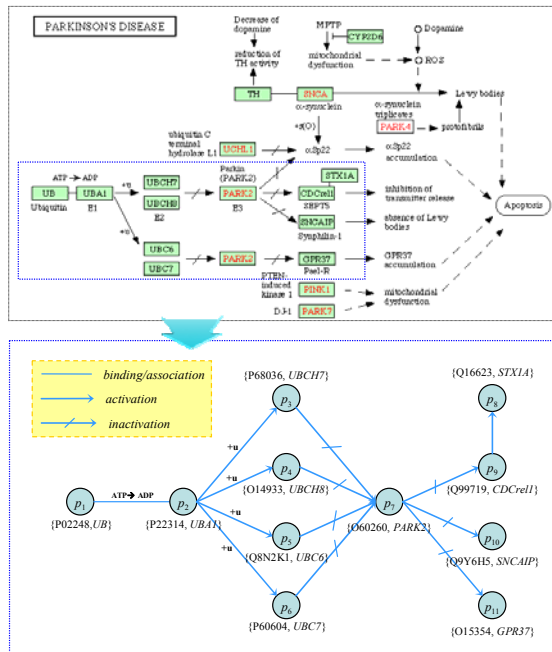 PARKINSON'S DISEASE
Decrease of
dopamine
MPTP
CYP2D6
Dopamine
reduction of
TH activity
mitochondrial
dysfunction
ROS
TH
SNCA
Lewy bodies
α-synuclein
α-synuclein
triplicates
+s(O)
PARK4
protofibrils
ubiquitin C
terminal
hydrolase L1
UCHL1
αSp22
αSp22
accumulation
Parkin
(PARK2)
STX1A
ATP → ADP
UB
UBA1
+u
UBCH7
PARK2
CDCrel1
inhibition of
transmitter release
Ubiquitin
E1
UBCH8
E3
SEPT5
Apoptosis
E2
SNCAIP
absence of Lewy
bodies
+u
Synphilin-1
UBC6
PARK2
GPR37
GPR37
accumulation
UBC7
Pael-R
PTEN-
induced
kinase 1
PINK1
mitochondrial
dysfunction
DJ-1
PARK7
binding/association
activation
inactivation
{P68036, UBCH7}
{Q16623, STX1A}
p3
p8
+u
+u
p4
p9
{O14933, UBCH8}
{Q99719, CDCrel1}
ATP→ ADP
p1
p2
p7
{P02248,UB}
{P22314, UBA1}
{O60260, PARK2}
+u
p5
p10
{Q8N2K1, UBC6}
{Q9Y6H5, SNCAIP}
+u
p6
p11
{P60604, UBC7}
{O15354, GPR37}